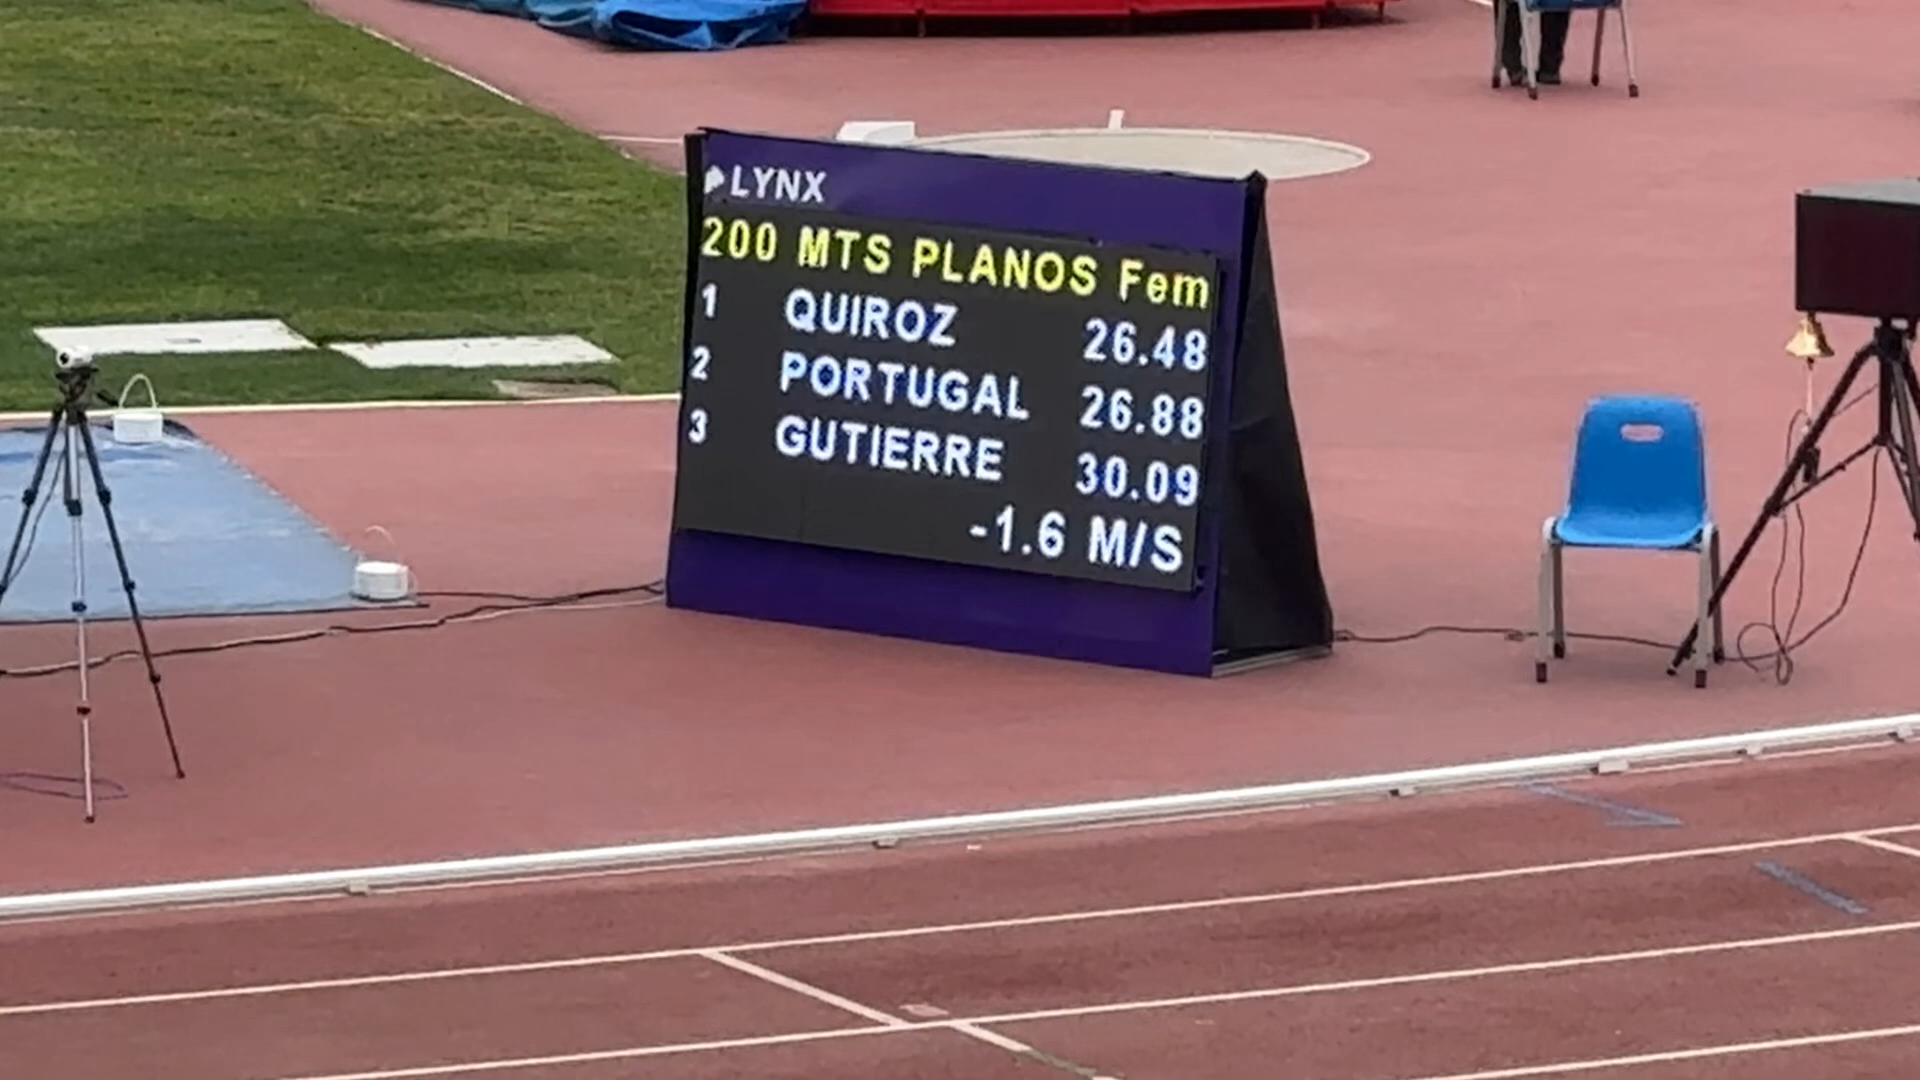 LYNX
200 MTS PLANOS Fem
1 QUIROZ 26.48
2 PORTUGAL 26.88
3 GUTIERRE 30.09
-1.6 M/S